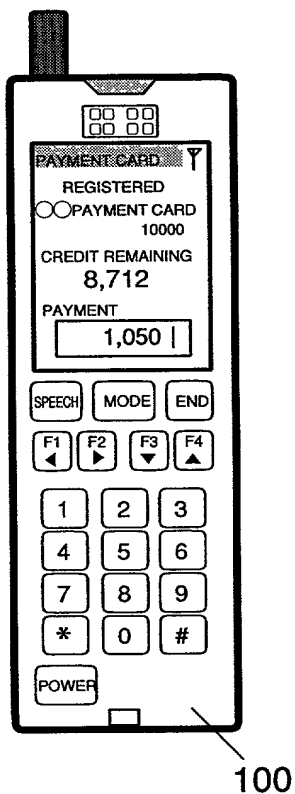 PAYMENT CARD
REGISTERED
○○PAYMENT CARD
10000
CREDIT REMAINING
8,712
PAYMENT
1,050 |
SPEECH MODE END
F1 F2 F3 F4
1 2 3
4 5 6
7 8 9
* 0 #
POWER
100